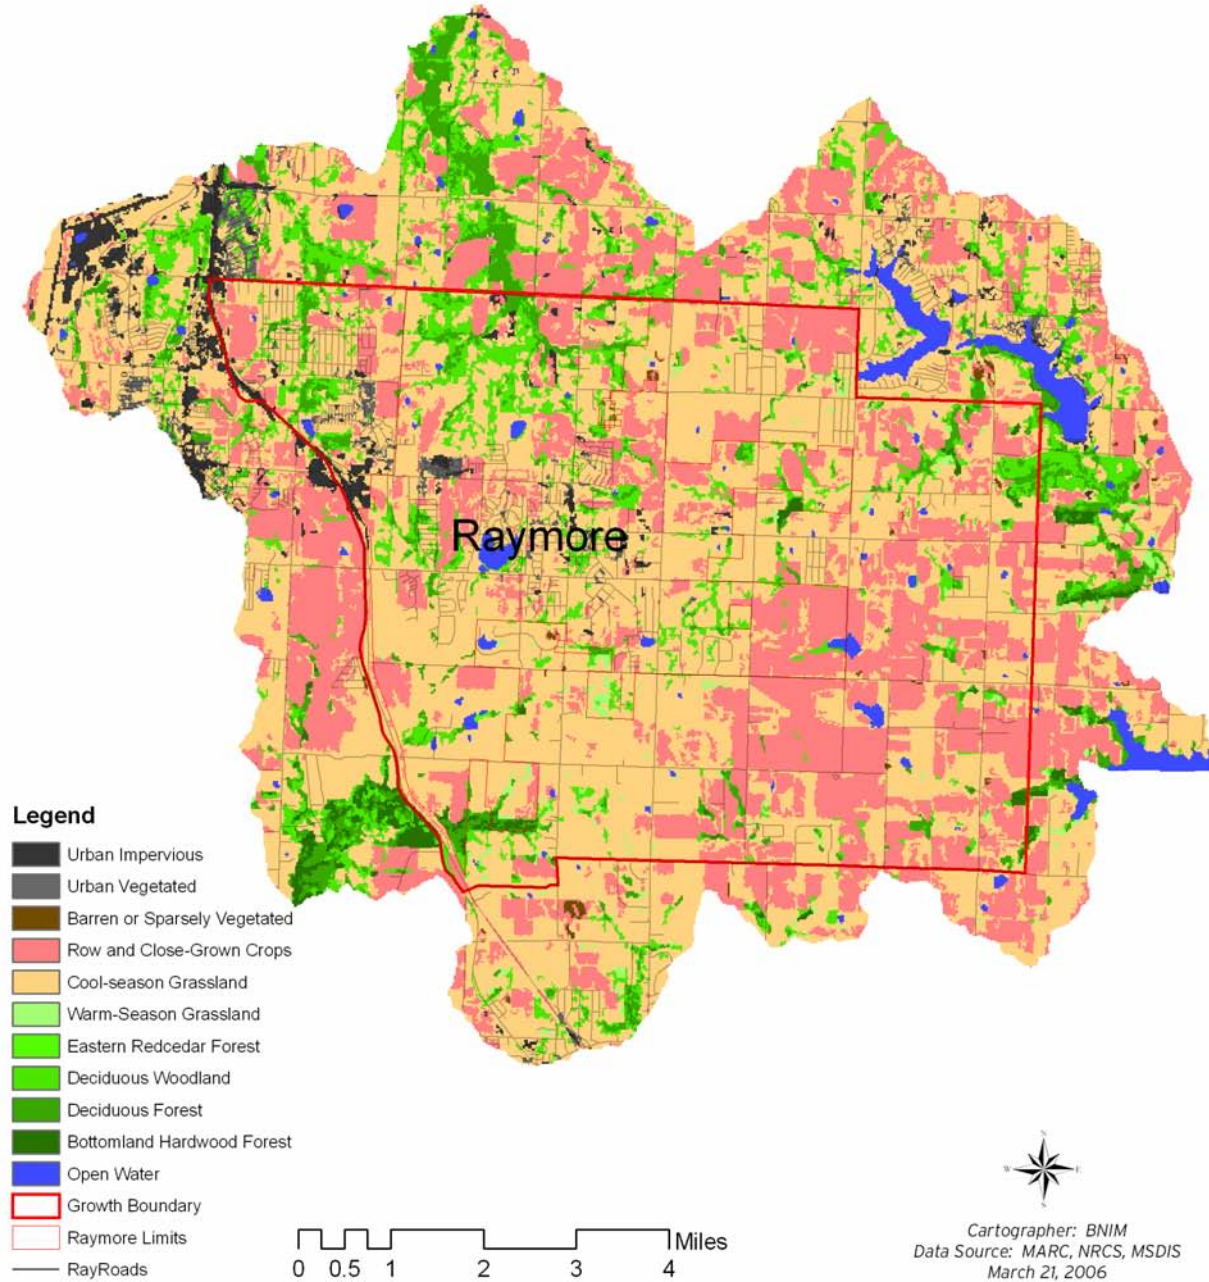 Raymore
Legend
Urban Impervious
Urban Vegetated
Barren or Sparsely Vegetated
Row and Close-Grown Crops
Cool-season Grassland
Warm-Season Grassland
Eastern Redcedar Forest
Deciduous Woodland
Deciduous Forest
Bottomland Hardwood Forest
Open Water
Growth Boundary
Raymore Limits
RayRoads
Miles
0 0.5 1 2 3 4
N
W E
S
Cartographer: BNIM
Data Source: MARC, NRCS, MSDIS
March 21, 2006